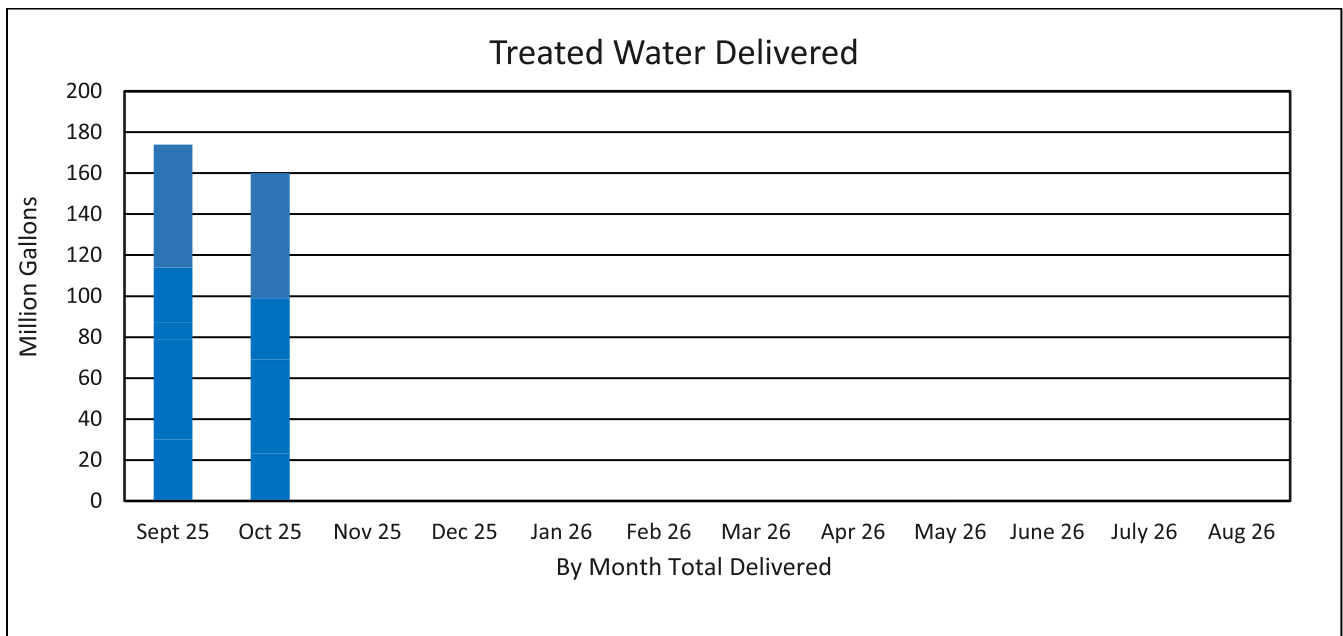 Treated Water Delivered
Million Gallons
200
180
160
140
120
100
80
60
40
20
0
Sept 25 Oct 25 Nov 25 Dec 25 Jan 26 Feb 26 Mar 26 Apr 26 May 26 June 26 July 26 Aug 26
By Month Total Delivered